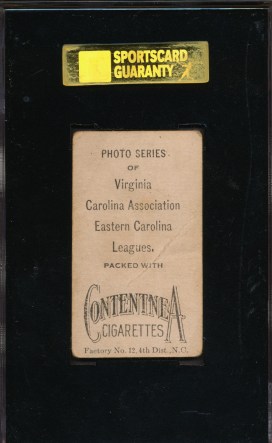 SPORTSCARD
GUARANTY
PHOTO SERIES
OF
Virginia
Carolina Association
Eastern Carolina
Leagues.
PACKED WITH
CONTENTNEA
CIGARETTES
Factory No. 12, 4th Dist., N.C.